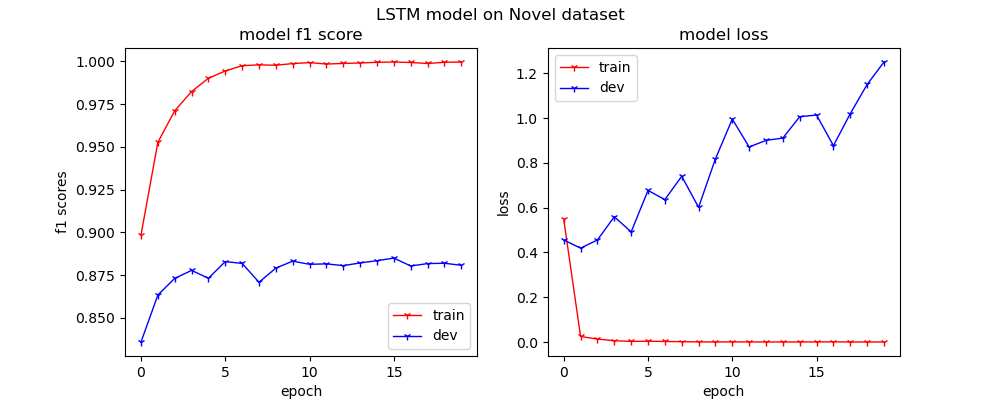 LSTM model on Novel dataset
model f1 score
1.000
0.975
0.950
0.925
0.900
0.875
0.850
f1 scores
0
5
10
15
epoch
train
dev
model loss
train
dev
1.2
1.0
0.8
0.6
0.4
0.2
0.0
loss
0
5
10
15
epoch